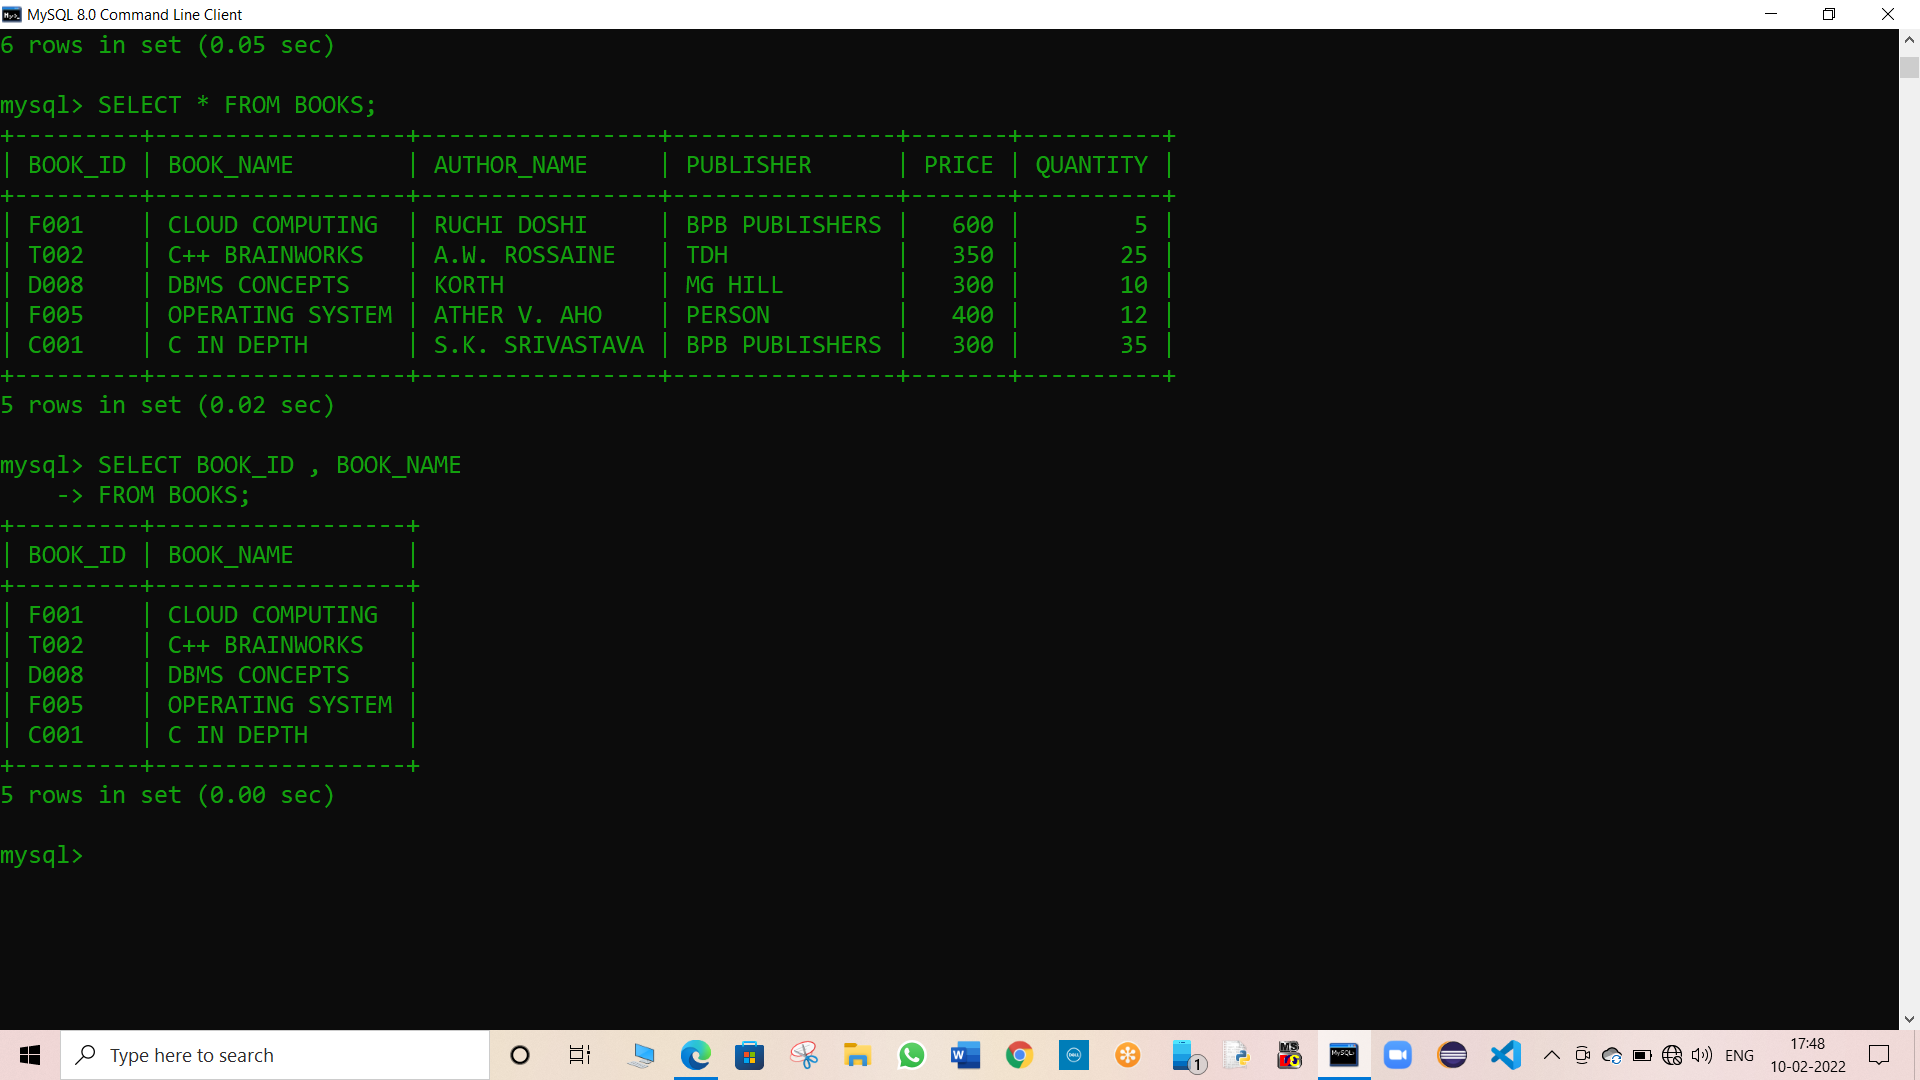 MySQL 8.0 Command Line Client
6 rows in set (0.05 sec)
mysql> SELECT * FROM BOOKS;
+---------+------------------+-----------------+----------------+-------+----------+
| BOOK_ID | BOOK_NAME        | AUTHOR_NAME     | PUBLISHER      | PRICE | QUANTITY |
+---------+------------------+-----------------+----------------+-------+----------+
| F001    | CLOUD COMPUTING  | RUCHI DOSHI     | BPB PUBLISHERS |   600 |        5 |
| T002    | C++ BRAINWORKS   | A.W. ROSSAINE   | TDH            |   350 |       25 |
| D008    | DBMS CONCEPTS    | KORTH           | MG HILL        |   300 |       10 |
| F005    | OPERATING SYSTEM | ATHER V. AHO    | PERSON         |   400 |       12 |
| C001    | C IN DEPTH       | S.K. SRIVASTAVA | BPB PUBLISHERS |   300 |       35 |
+---------+------------------+-----------------+----------------+-------+----------+
5 rows in set (0.02 sec)
mysql> SELECT BOOK_ID , BOOK_NAME
    -> FROM BOOKS;
+---------+------------------+
| BOOK_ID | BOOK_NAME        |
+---------+------------------+
| F001    | CLOUD COMPUTING  |
| T002    | C++ BRAINWORKS   |
| D008    | DBMS CONCEPTS    |
| F005    | OPERATING SYSTEM |
| C001    | C IN DEPTH       |
+---------+------------------+
5 rows in set (0.00 sec)
mysql>
Type here to search
1
ENG
17:48
10-02-2022